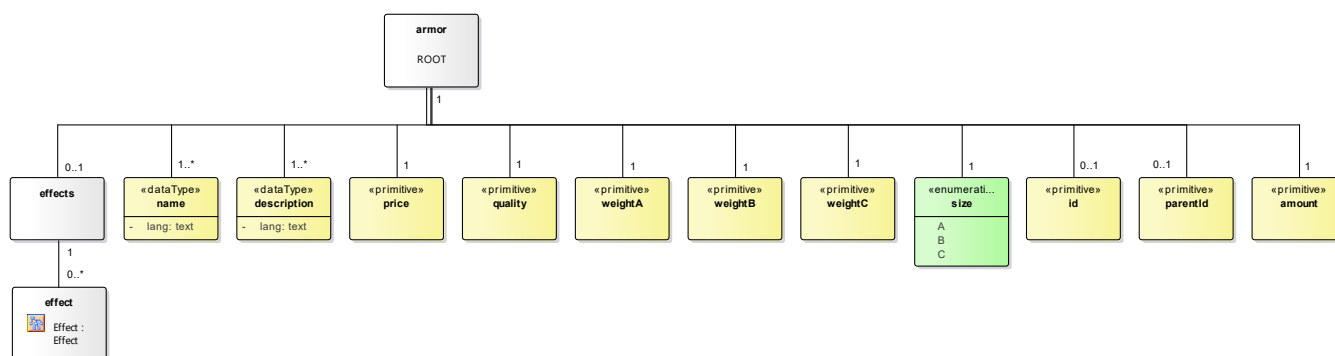 armor
ROOT
1
0..1
1..*
1..*
1
1
1
1
1
1
0..1
0..1
1
effects
«dataType»
name
- lang: text
«dataType»
description
- lang: text
«primitive»
price
«primitive»
quality
«primitive»
weightA
«primitive»
weightB
«primitive»
weightC
«enumerati...
size
A
B
C
«primitive»
id
«primitive»
parentId
«primitive»
amount
1
0..*
effect
Effect :
Effect